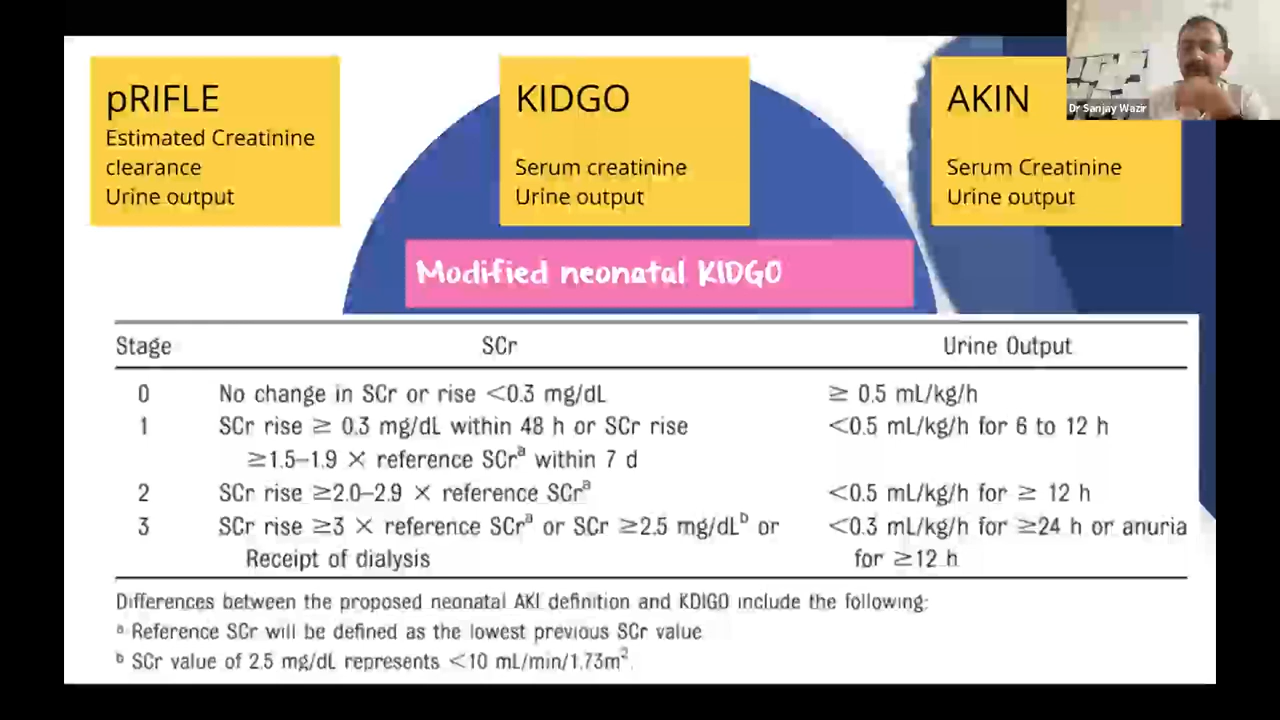 pRIFLE
Estimated Creatinine
clearance
Urine output
KIDGO
Serum creatinine
Urine output
AKIN
Serum Creatinine
Urine output
Dr Sanjay Wazir
Modified neonatal KIDGO
Stage SCr Urine Output
0 No change in SCr or rise <0.3 mg/dL ≥ 0.5 mL/kg/h
1 SCr rise ≥ 0.3 mg/dL within 48 h or SCr rise <0.5 mL/kg/h for 6 to 12 h
≥1.5–1.9 × reference SCrᵃ within 7 d
2 SCr rise ≥2.0–2.9 × reference SCrᵃ <0.5 mL/kg/h for ≥ 12 h
3 SCr rise ≥3 × reference SCrᵃ or SCr ≥2.5 mg/dLᵇ or <0.3 mL/kg/h for ≥24 h or anuria
Receipt of dialysis for ≥12 h
Differences between the proposed neonatal AKI definition and KDIGO include the following:
ᵃ Reference SCr will be defined as the lowest previous SCr value
ᵇ SCr value of 2.5 mg/dL represents <10 mL/min/1.73m².